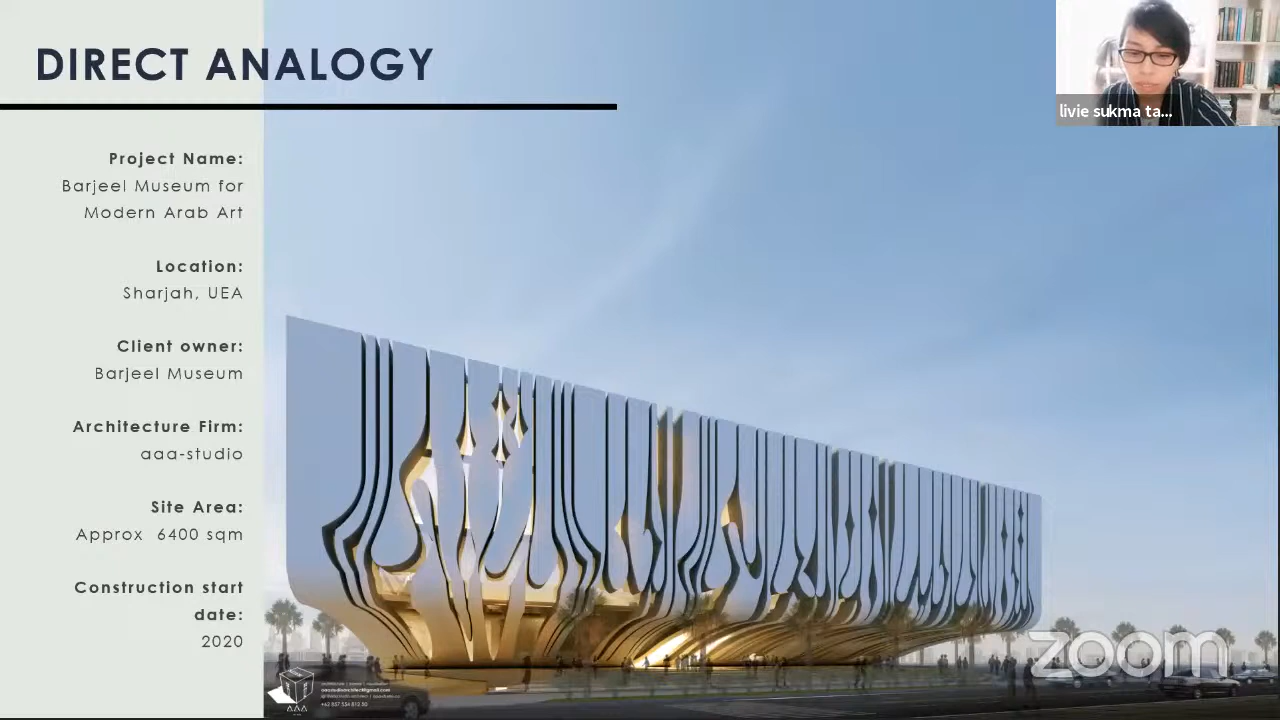 DIRECT ANALOGY
livie sukma ta...
Project Name:
Barjeel Museum for
Modern Arab Art
Location:
Sharjah, UEA
Client owner:
Barjeel Museum
Architecture Firm:
aaa-studio
Site Area:
Approx 6400 sqm
Construction start
date:
2020
zoom